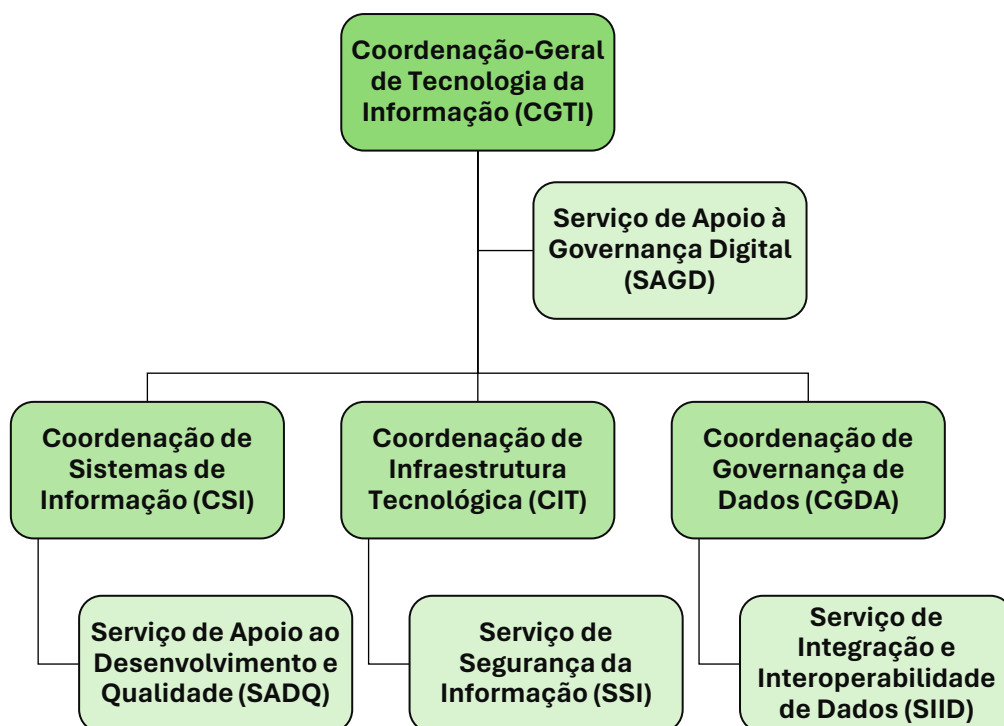 Coordenação-Geral
de Tecnologia da
Informação (CGTI)
Serviço de Apoio à
Governança Digital
(SAGD)
Coordenação de
Sistemas de
Informação (CSI)
Coordenação de
Infraestrutura
Tecnológica (CIT)
Coordenação de
Governança de
Dados (CGDA)
Serviço de Apoio ao
Desenvolvimento e
Qualidade (SADQ)
Serviço de
Segurança da
Informação (SSI)
Serviço de
Integração e
Interoperabilidade
de Dados (SIID)